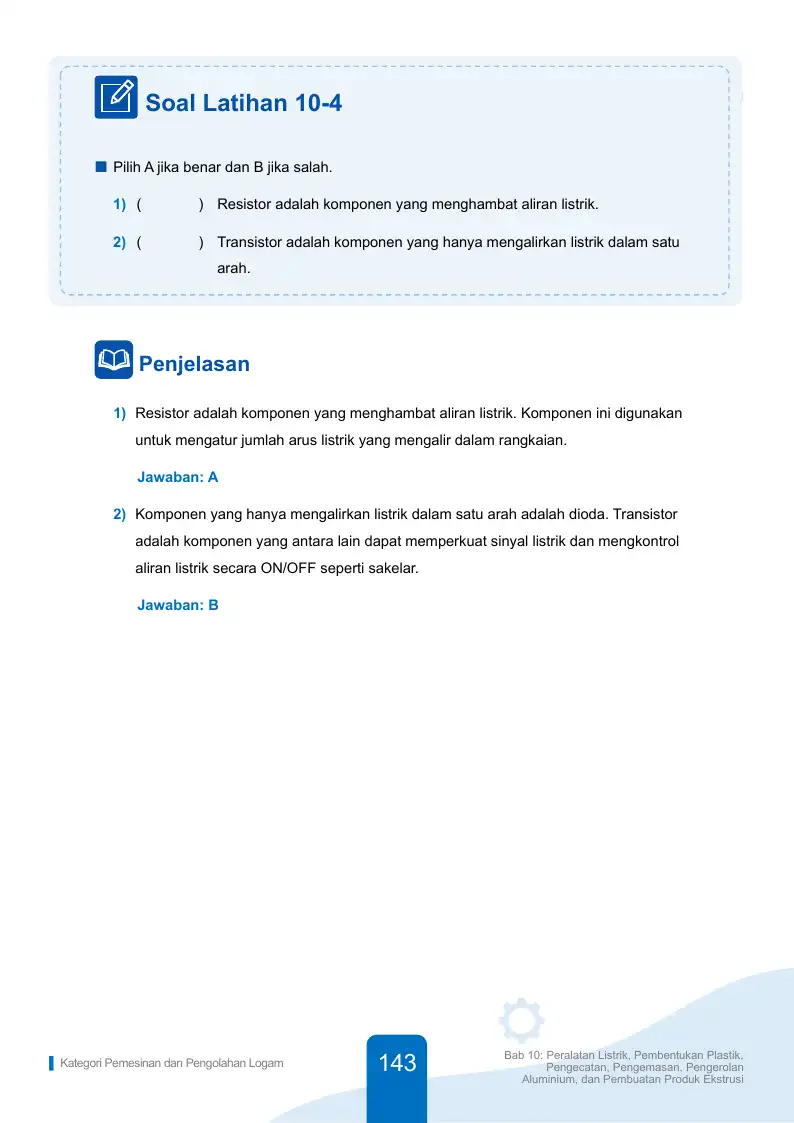 Soal Latihan 10-4
Pilih A jika benar dan B jika salah.
1) ( ) Resistor adalah komponen yang menghambat aliran listrik.
2) ( ) Transistor adalah komponen yang hanya mengalirkan listrik dalam satu
arah.
Penjelasan
1) Resistor adalah komponen yang menghambat aliran listrik. Komponen ini digunakan
untuk mengatur jumlah arus listrik yang mengalir dalam rangkaian.
Jawaban: A
2) Komponen yang hanya mengalirkan listrik dalam satu arah adalah dioda. Transistor
adalah komponen yang antara lain dapat memperkuat sinyal listrik dan mengkontrol
aliran listrik secara ON/OFF seperti sakelar.
Jawaban: B
Kategori Pemesinan dan Pengolahan Logam
143
Bab 10: Peralatan Listrik, Pembentukan Plastik,
Pengecatan, Pengemasan, Pengerolan
Aluminium, dan Pembuatan Produk Ekstrusi